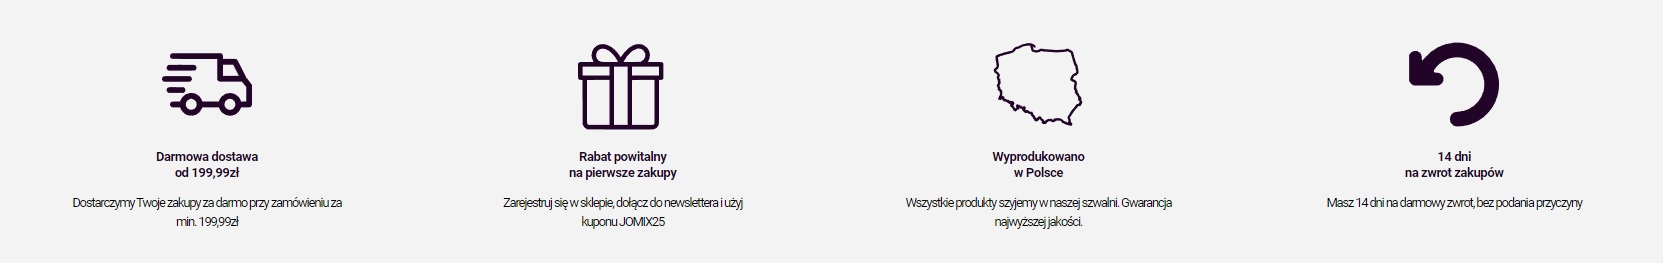 Darmowa dostawa
od 199,99zł
Dostarczymy Twoje zakupy za darmo przy zamówieniu za
min. 199,99zł
Rabat powitalny
na pierwsze zakupy
Zarejestruj się w sklepie, dołącz do newslettera i użyj
kuponu JOMIX25
Wyprodukowano
w Polsce
Wszystkie produkty szyjemy w naszej szwalni. Gwarancja
najwyższej jakości.
14 dni
na zwrot zakupów
Masz 14 dni na darmowy zwrot, bez podania przyczyny